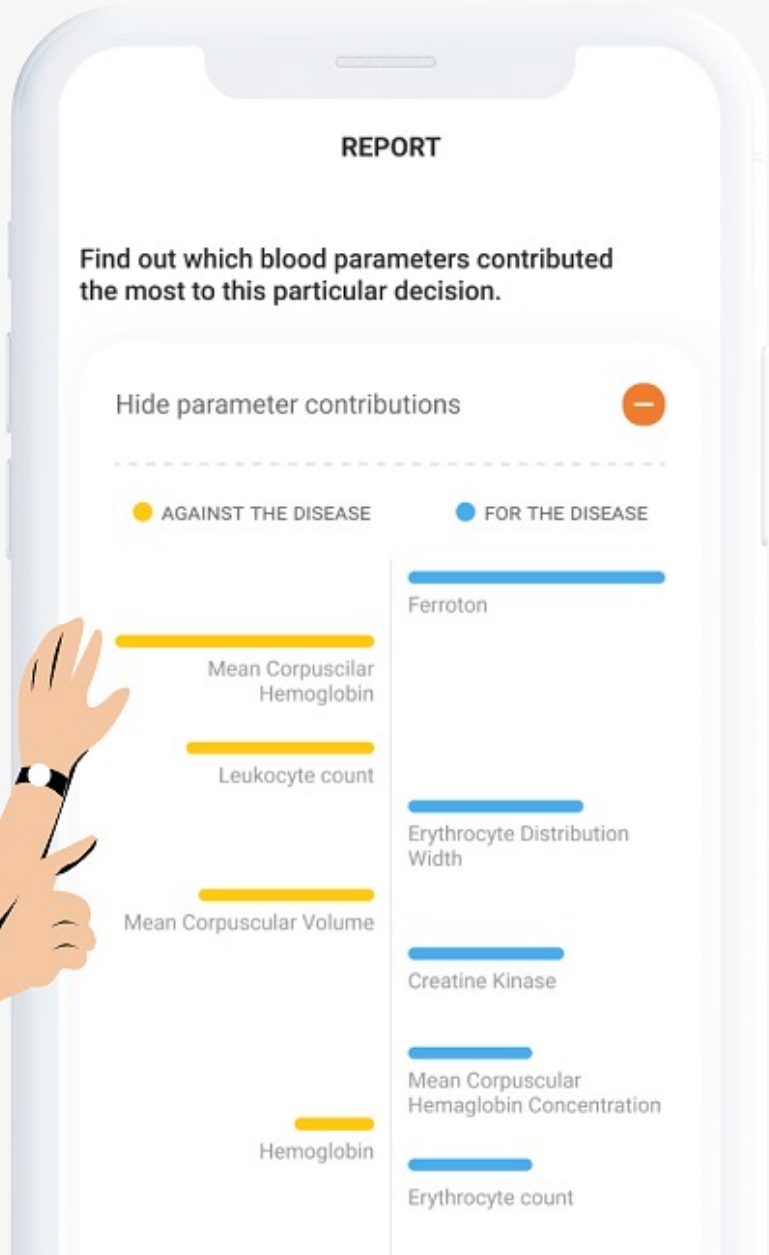 REPORT
Find out which blood parameters contributed
the most to this particular decision.
Hide parameter contributions
AGAINST THE DISEASE
FOR THE DISEASE
Ferroton
Mean Corpuscilar
Hemoglobin
Leukocyte count
Erythrocyte Distribution
Width
Mean Corpuscular Volume
Creatine Kinase
Mean Corpuscular
Hemaglobin Concentration
Hemoglobin
Erythrocyte count